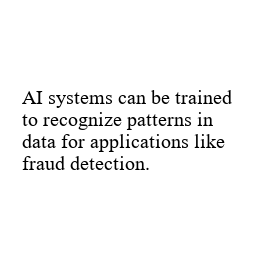 AI systems can be trained
to recognize patterns in
data for applications like
fraud detection.